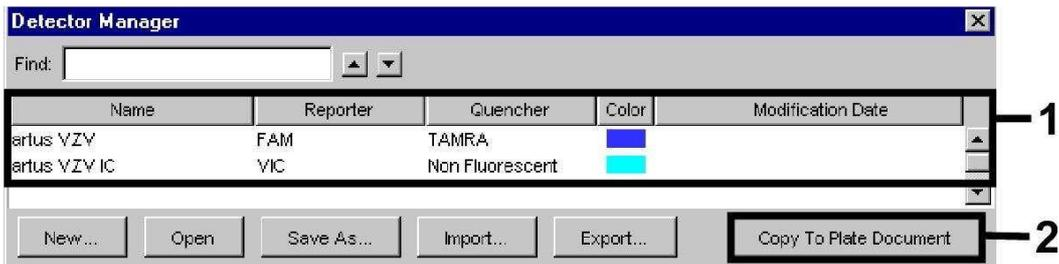 Detector Manager
Find:
Name Reporter Quencher Color Modification Date
artus VZV FAM TAMRA
artus VZV IC VIC Non Fluorescent
1
New... Open Save As... Import... Export... Copy To Plate Document
2